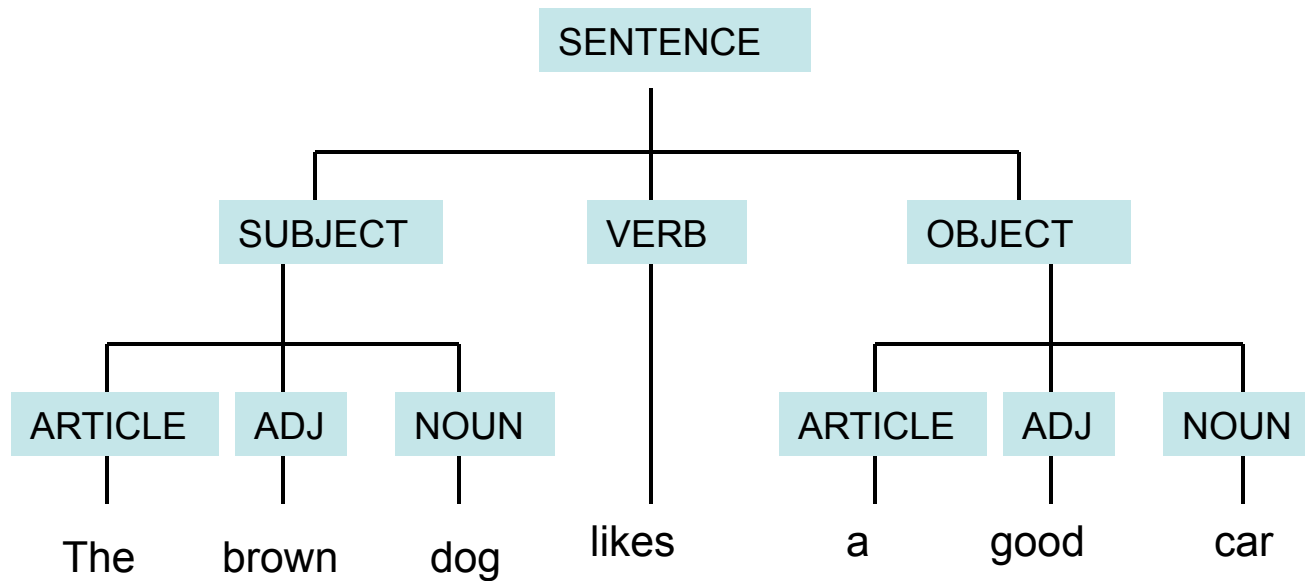 SENTENCE
SUBJECT VERB OBJECT
ARTICLE ADJ NOUN ARTICLE ADJ NOUN
The brown dog likes a good car